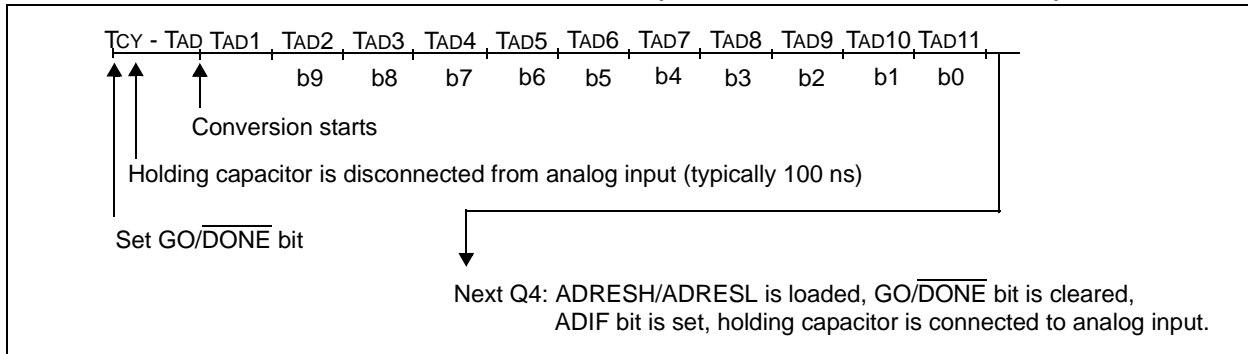 TCY - TAD TAD1 TAD2 TAD3 TAD4 TAD5 TAD6 TAD7 TAD8 TAD9 TAD10 TAD11
b9 b8 b7 b6 b5 b4 b3 b2 b1 b0
Conversion starts
Holding capacitor is disconnected from analog input (typically 100 ns)
Set GO/DONE bit
Next Q4: ADRESH/ADRESL is loaded, GO/DONE bit is cleared,
ADIF bit is set, holding capacitor is connected to analog input.